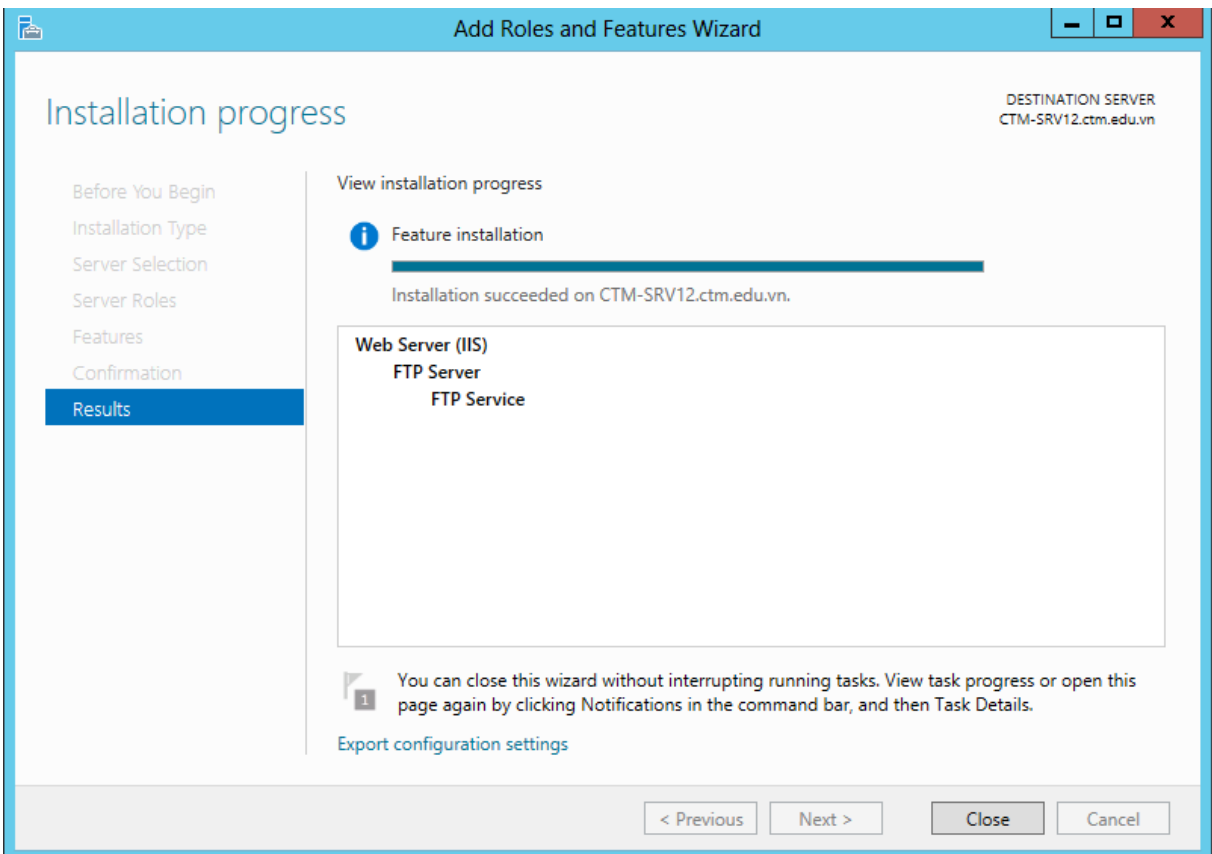 Add Roles and Features Wizard
Installation progress
DESTINATION SERVER
CTM-SRV12.ctm.edu.vn
Before You Begin
Installation Type
Server Selection
Server Roles
Features
Confirmation
Results
View installation progress
Feature installation
Installation succeeded on CTM-SRV12.ctm.edu.vn.
Web Server (IIS)
FTP Server
FTP Service
1
You can close this wizard without interrupting running tasks. View task progress or open this
page again by clicking Notifications in the command bar, and then Task Details.
Export configuration settings
< Previous
Next >
Close
Cancel